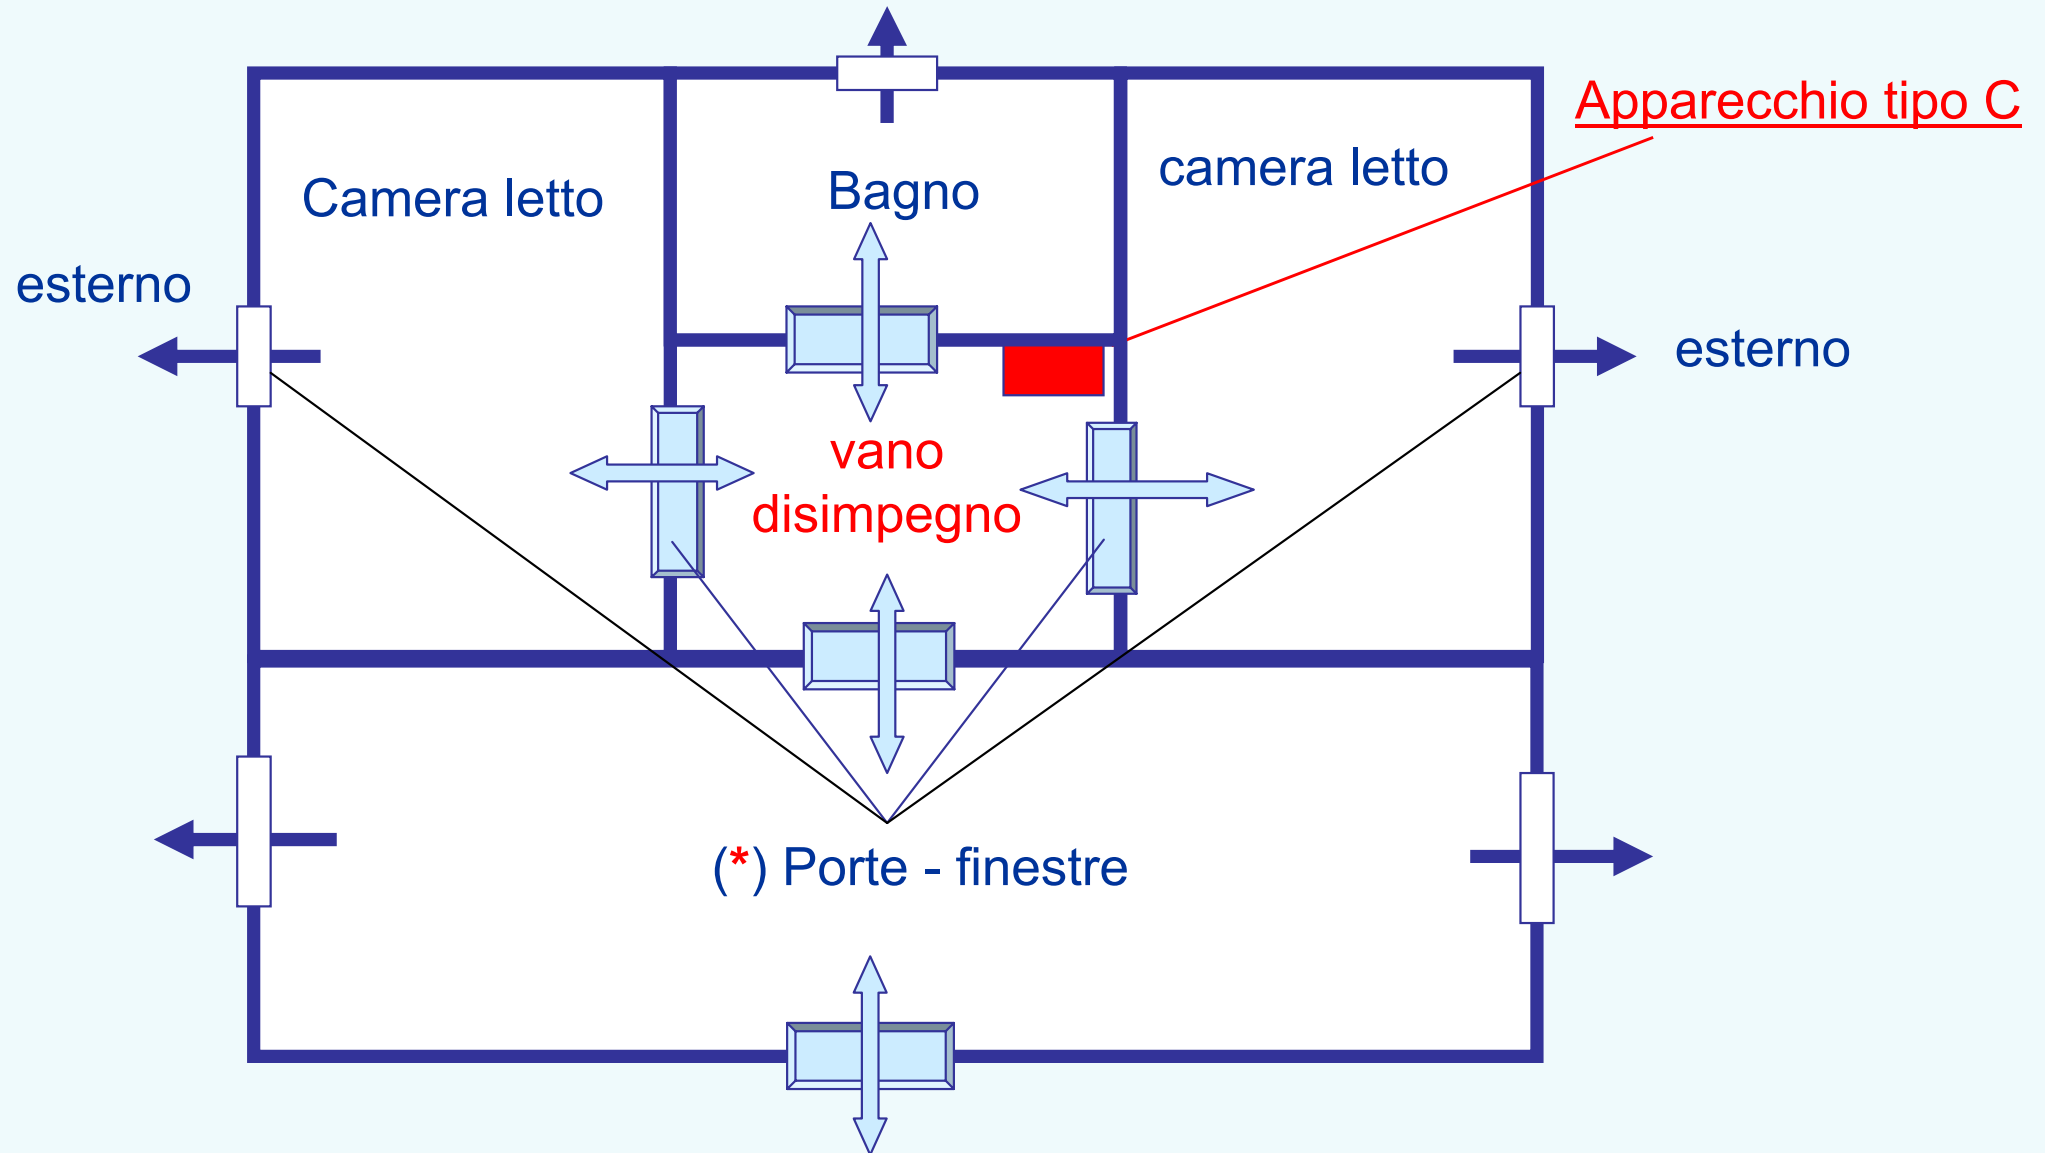 Apparecchio tipo C
Camera letto
Bagno
camera letto
esterno
esterno
vano
disimpegno
(*) Porte - finestre